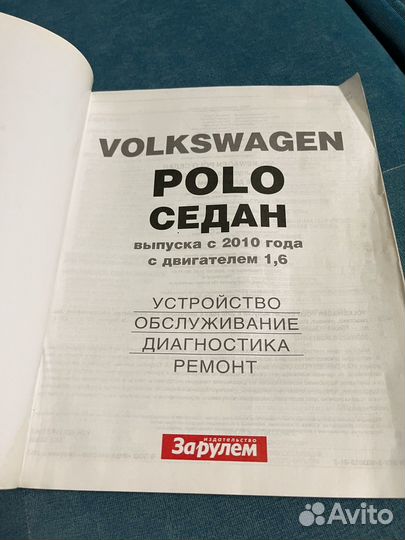 VOLKSWAGEN
POLO
СЕДАН
выпуска с 2010 года
с двигателем 1,6
УСТРОЙСТВО
ОБСЛУЖИВАНИЕ
ДИАГНОСТИКА
РЕМОНТ
издательство
За рулем
Avito